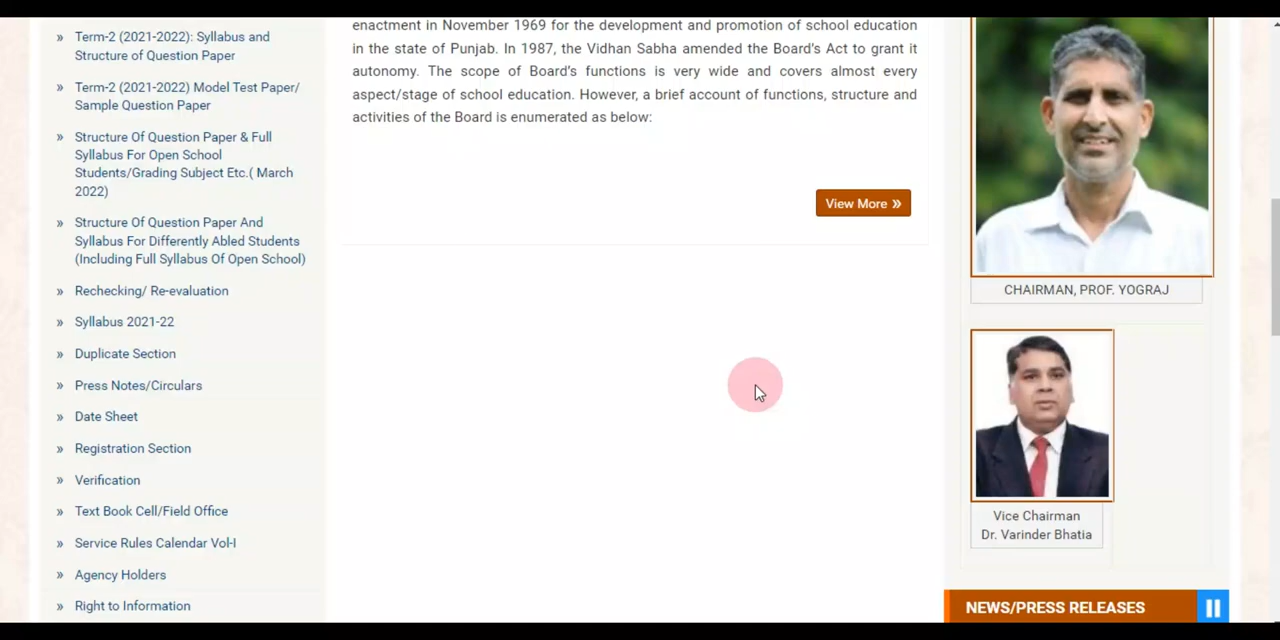 Term-2 (2021-2022): Syllabus and
Structure of Question Paper
Term-2 (2021-2022) Model Test Paper/
Sample Question Paper
Structure Of Question Paper & Full
Syllabus For Open School
Students/Grading Subject Etc.( March
2022)
Structure Of Question Paper And
Syllabus For Differently Abled Students
(Including Full Syllabus Of Open School)
Rechecking/ Re-evaluation
Syllabus 2021-22
Duplicate Section
Press Notes/Circulars
Date Sheet
Registration Section
Verification
Text Book Cell/Field Office
Service Rules Calendar Vol-I
Agency Holders
Right to Information
enactment in November 1969 for the development and promotion of school education
in the state of Punjab. In 1987, the Vidhan Sabha amended the Board's Act to grant it
autonomy. The scope of Board's functions is very wide and covers almost every
aspect/stage of school education. However, a brief account of functions, structure and
activities of the Board is enumerated as below:
View More »
CHAIRMAN, PROF. YOGRAJ
Vice Chairman
Dr. Varinder Bhatia
NEWS/PRESS RELEASES